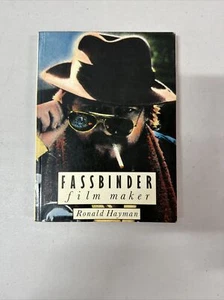 FASSBINDER
film maker
Ronald Hayman